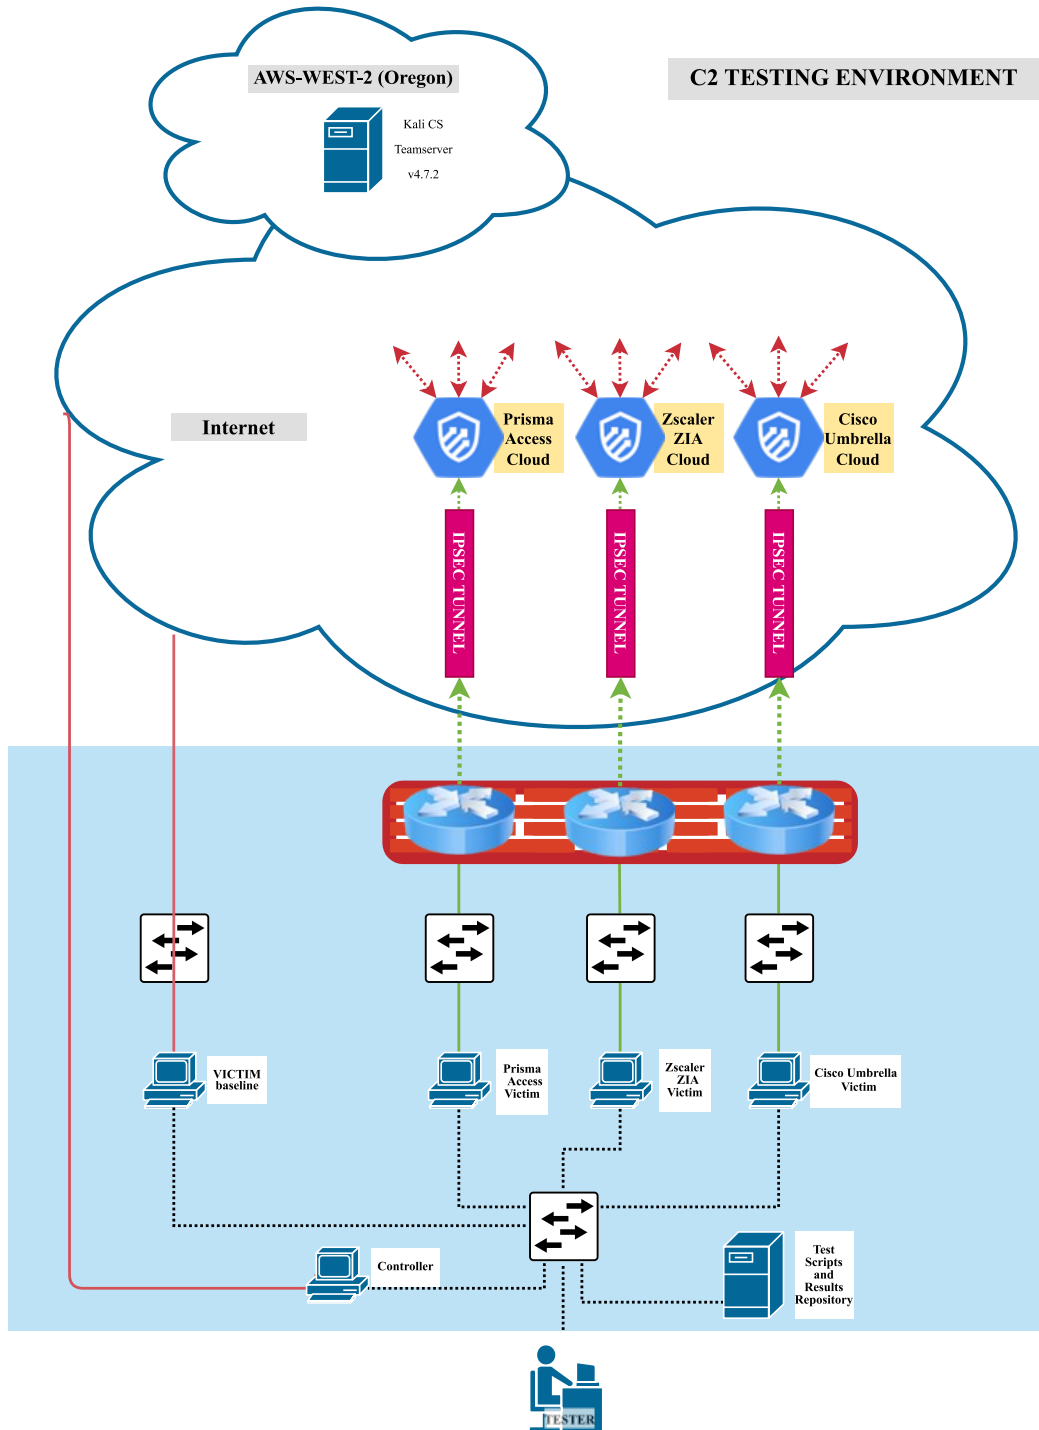 AWS-WEST-2 (Oregon)
C2 TESTING ENVIRONMENT
Kali CS
Teamserver
v4.7.2
Internet
Prisma
Access
Cloud
Zscaler
ZIA
Cloud
Cisco
Umbrella
Cloud
IPSEC TUNNEL
IPSEC TUNNEL
IPSEC TUNNEL
VICTIM
baseline
Prisma
Access
Victim
Zscaler
ZIA
Victim
Cisco Umbrella
Victim
Controller
Test
Scripts
and
Results
Repository
TESTER